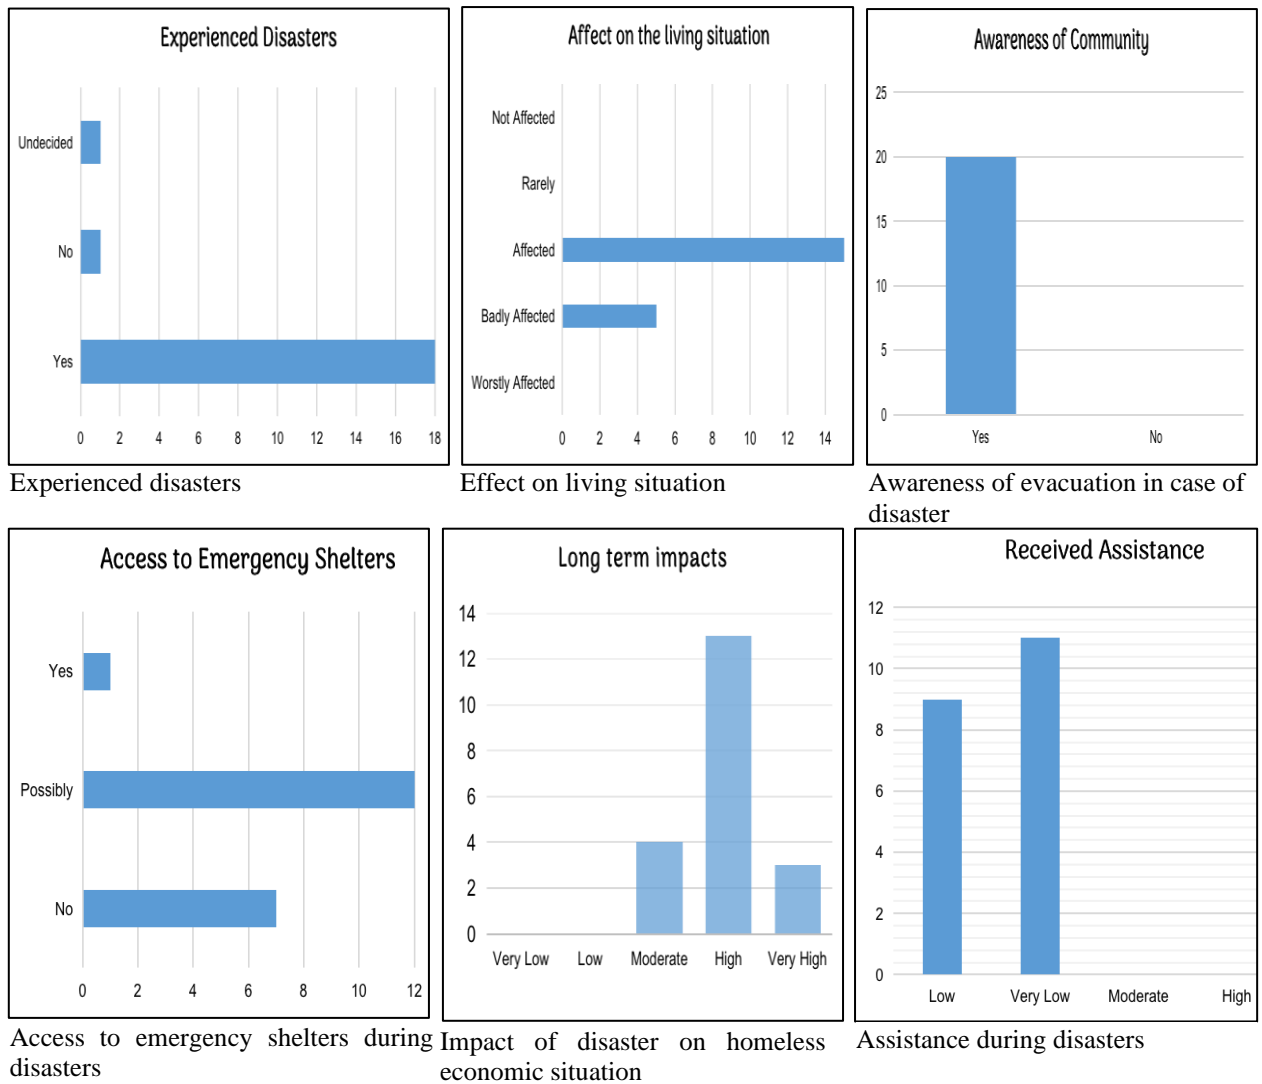 Experienced Disasters
Undecided
No
Yes
0 2 4 6 8 10 12 14 16 18
Experienced disasters
Affect on the living situation
Not Affected
Rarely
Affected
Badly Affected
Worstly Affected
0 2 4 6 8 10 12 14
Effect on living situation
Awareness of Community
25
20
15
10
5
0
Yes No
Awareness of evacuation in case of
disaster
Access to Emergency Shelters
Yes
Possibly
No
0 2 4 6 8 10 12
Access to emergency shelters during
disasters
Long term impacts
14
12
10
8
6
4
2
0
Very Low Low Moderate High Very High
Impact of disaster on homeless
economic situation
Received Assistance
12
10
8
6
4
2
0
Low Very Low Moderate High
Assistance during disasters